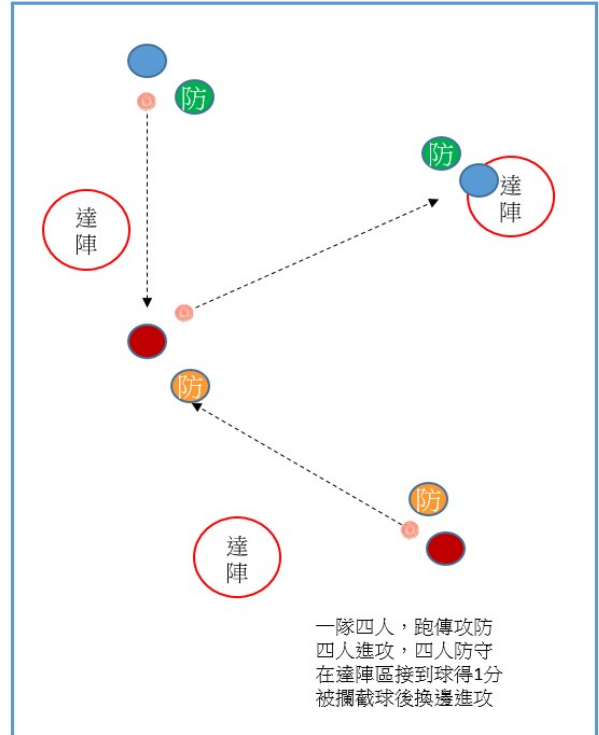 防
防
達
陣
達
陣
防
防
達
陣
一隊四人，跑傳攻防
四人進攻，四人防守
在達陣區接到球得1分
被攔截球後換邊進攻